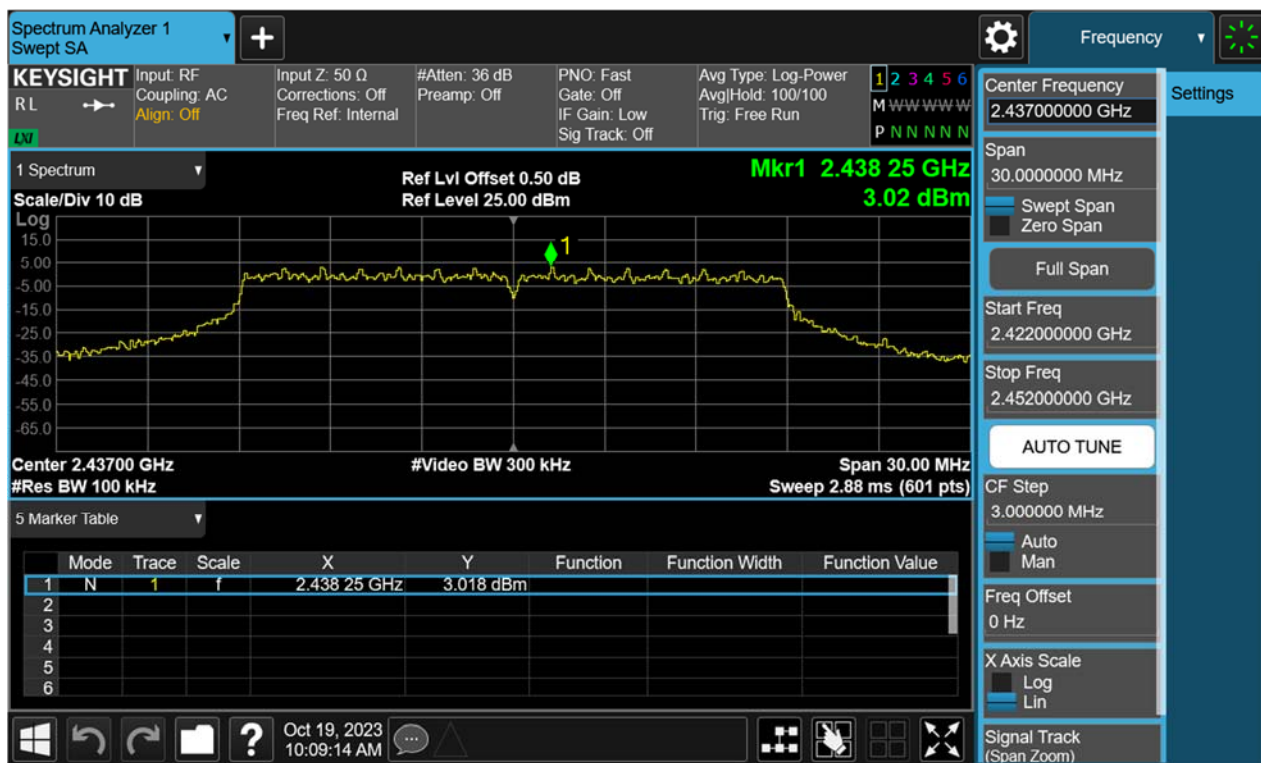 Spectrum Analyzer 1
Swept SA
Frequency
KEYSIGHT
R L
LXI
Input: RF
Coupling: AC
Align: Off
Input Z: 50 Ω
Corrections: Off
Freq Ref: Internal
#Atten: 36 dB
Preamp: Off
PNO: Fast
Gate: Off
IF Gain: Low
Sig Track: Off
Avg Type: Log-Power
Avg|Hold: 100/100
Trig: Free Run
1 2 3 4 5 6
M W W W W W
P N N N N N
1 Spectrum
Scale/Div 10 dB
Ref Lvl Offset 0.50 dB
Ref Level 25.00 dBm
Mkr1 2.438 25 GHz
3.02 dBm
Log
15.0
5.00
-5.00
-15.0
-25.0
-35.0
-45.0
-55.0
-65.0
1
Center 2.43700 GHz
#Res BW 100 kHz
#Video BW 300 kHz
Span 30.00 MHz
Sweep 2.88 ms (601 pts)
5 Marker Table
Mode Trace Scale X Y Function Function Width Function Value
1 N 1 f 2.438 25 GHz 3.018 dBm
2
3
4
5
6
Oct 19, 2023
10:09:14 AM
?
Center Frequency
2.437000000 GHz
Settings
Span
30.0000000 MHz
Swept Span
Zero Span
Full Span
Start Freq
2.422000000 GHz
Stop Freq
2.452000000 GHz
AUTO TUNE
CF Step
3.000000 MHz
Auto
Man
Freq Offset
0 Hz
X Axis Scale
Log
Lin
Signal Track
(Span Zoom)